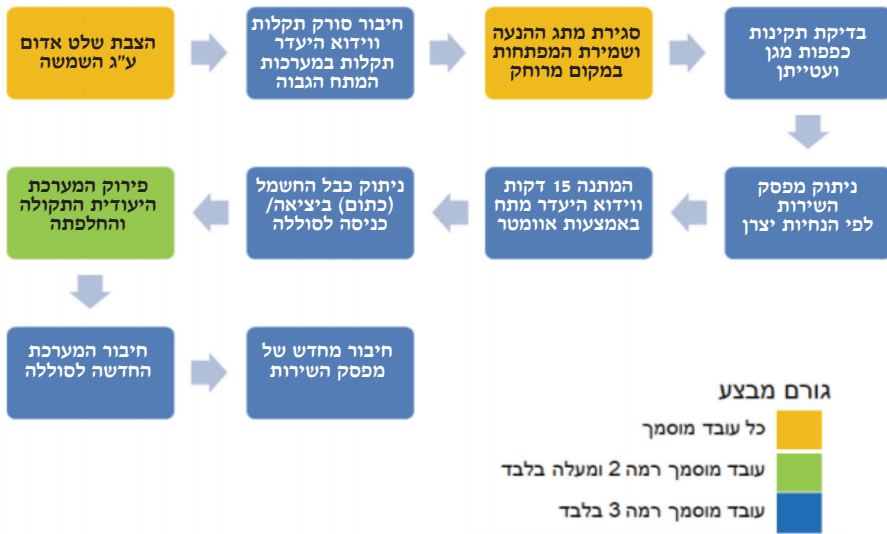 הצבת שלט אדום
ע"ג השמשה
חיבור סורק תקלות
ווידוא היעדר
תקלות במערכות
המתח הגבוה
סגירת מתג ההנעה
ושמירת המפתחות
במקום מרוחק
בדיקת תקינות
כפפות מגן
ועטייתן
ניתוק מפסק
השירות
לפי הנחיות יצרן
המתנה 15 דקות
ווידוא היעדר מתח
באמצעות אוומטר
ניתוק כבל החשמל
(כתום) ביציאה/
כניסה לסוללה
פירוק המערכת
היעודית התקולה
והחלפתה
חיבור המערכת
החדשה לסוללה
חיבור מחדש של
מפסק השירות
גורם מבצע
כל עובד מוסמך
עובד מוסמך רמה 2 ומעלה בלבד
עובד מוסמך רמה 3 בלבד